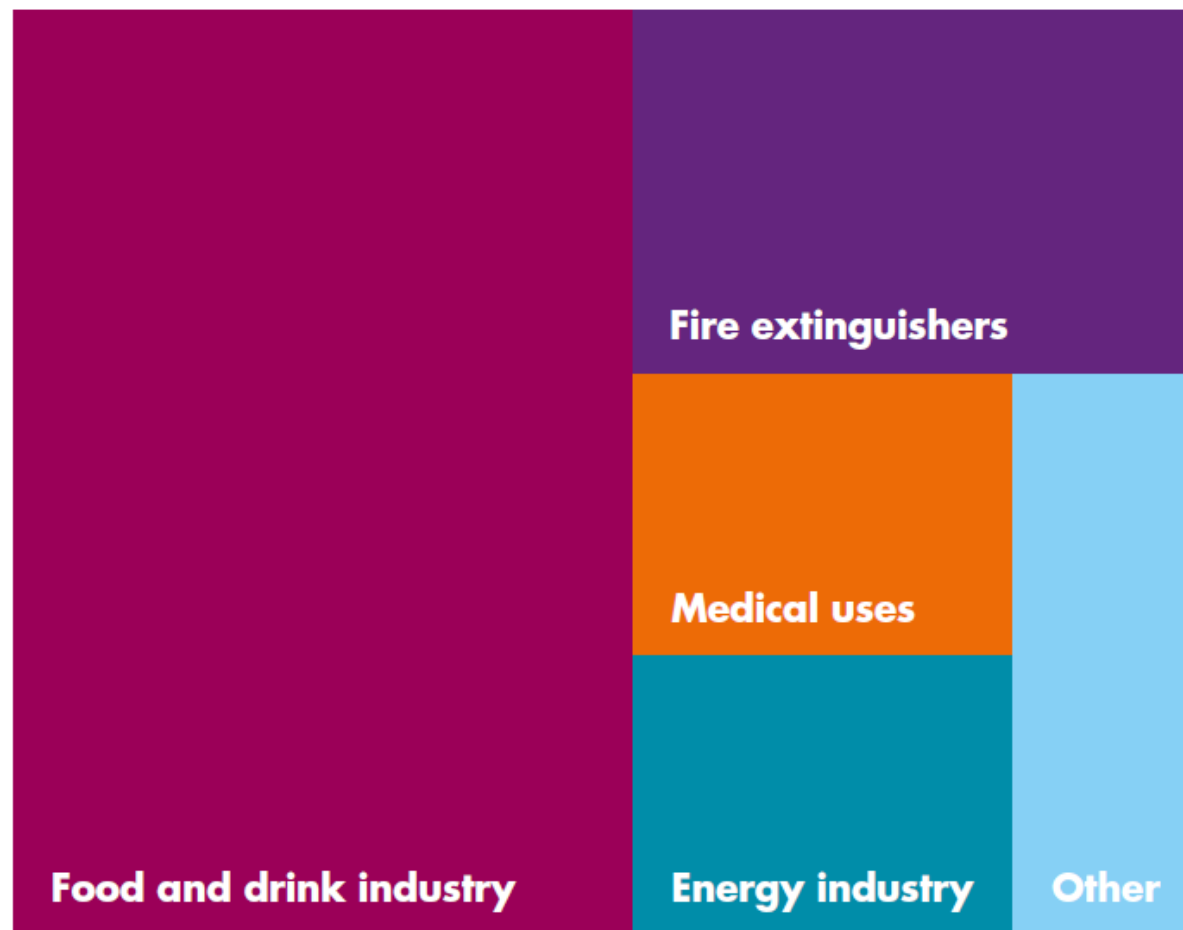 Fire extinguishers
Medical uses
Food and drink industry
Energy industry
Other